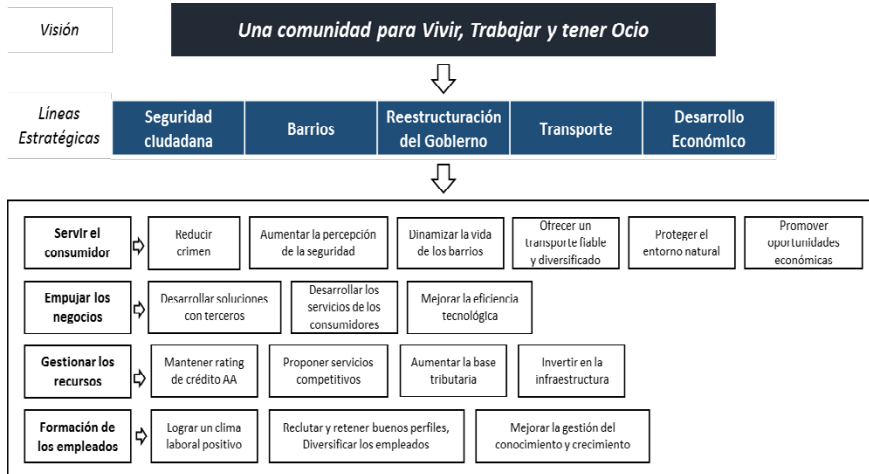 Visión
Una comunidad para Vivir, Trabajar y tener Ocio
Líneas
Estratégicas
Seguridad
ciudadana
Barrios
Reestructuración
del Gobierno
Transporte
Desarrollo
Económico
Servir el
consumidor
Reducir
crimen
Aumentar la percepción
de la seguridad
Dinamizar la vida
de los barrios
Ofrecer un
transporte fiable
y diversificado
Proteger el
entorno natural
Promover
oportunidades
económicas
Empujar los
negocios
Desarrollar soluciones
con terceros
Desarrollar los
servicios de los
consumidores
Mejorar la eficiencia
tecnológica
Gestionar los
recursos
Mantener rating
de crédito AA
Proponer servicios
competitivos
Aumentar la base
tributaria
Invertir en la
infraestructura
Formación de
los empleados
Lograr un clima
laboral positivo
Reclutar y retener buenos perfiles,
Diversificar los empleados
Mejorar la gestión del
conocimiento y crecimiento